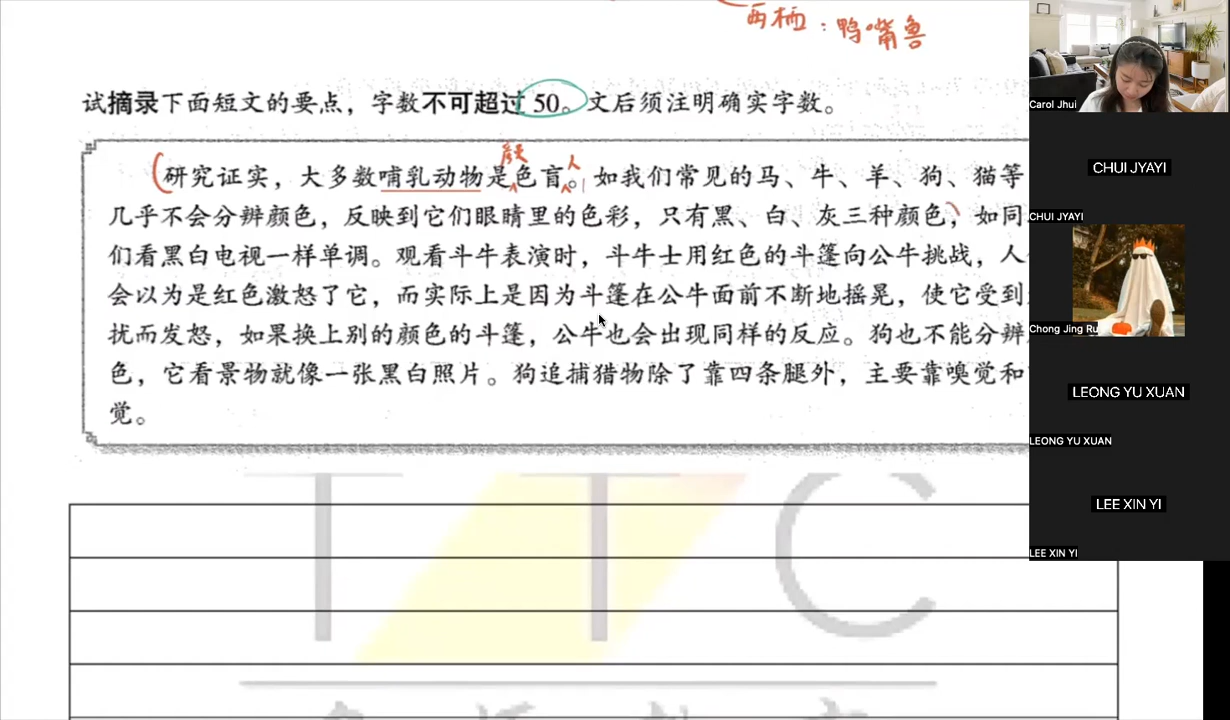 两栖：鸭嘴兽
试摘录下面短文的要点，字数不可超过 50。文后须注明确实字数。
颜 人
研究证实，大多数哺乳动物是色盲。如我们常见的马、牛、羊、狗、猫等
几乎不会分辨颜色，反映到它们眼睛里的色彩，只有黑、白、灰三种颜色，如同
们看黑白电视一样单调。观看斗牛表演时，斗牛士用红色的斗篷向公牛挑战，人
会以为是红色激怒了它，而实际上是因为斗篷在公牛面前不断地摇晃，使它受到
扰而发怒，如果换上别的颜色的斗篷，公牛也会出现同样的反应。狗也不能分辨
色，它看景物就像一张黑白照片。狗追捕猎物除了靠四条腿外，主要靠嗅觉和
觉。
TTC
Carol Jhui
CHUI JYAYI
CHUI JYAYI
Chong Jing Ru
LEONG YU XUAN
LEONG YU XUAN
LEE XIN YI
LEE XIN YI